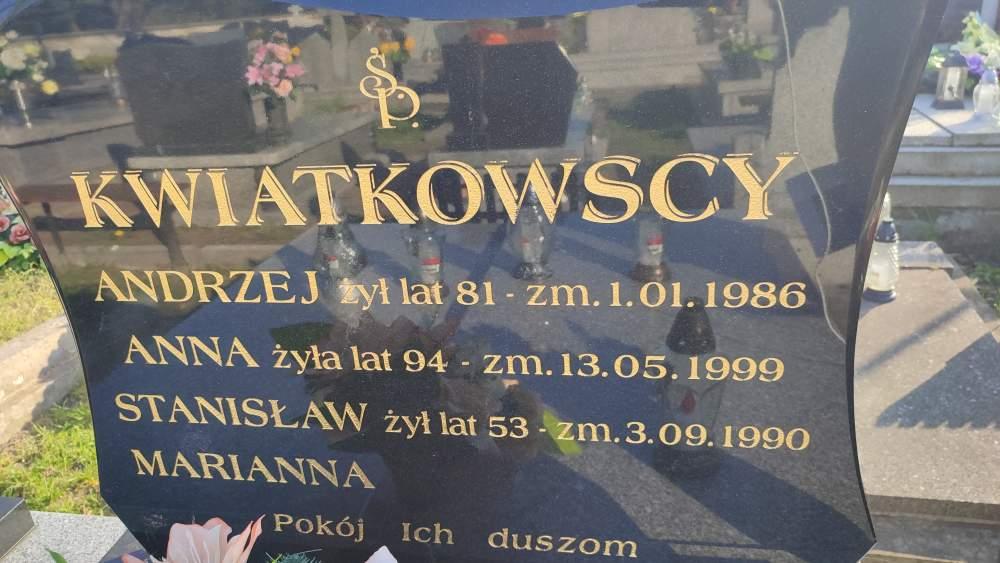 Ś.P.
KWIATKOWSCY
ANDRZEJ żył lat 81 - zm. 1.01.1986
ANNA żyła lat 94 - zm. 13.05.1999
STANISŁAW żył lat 53 - zm. 3.09.1990
MARIANNA
Pokój Ich duszom